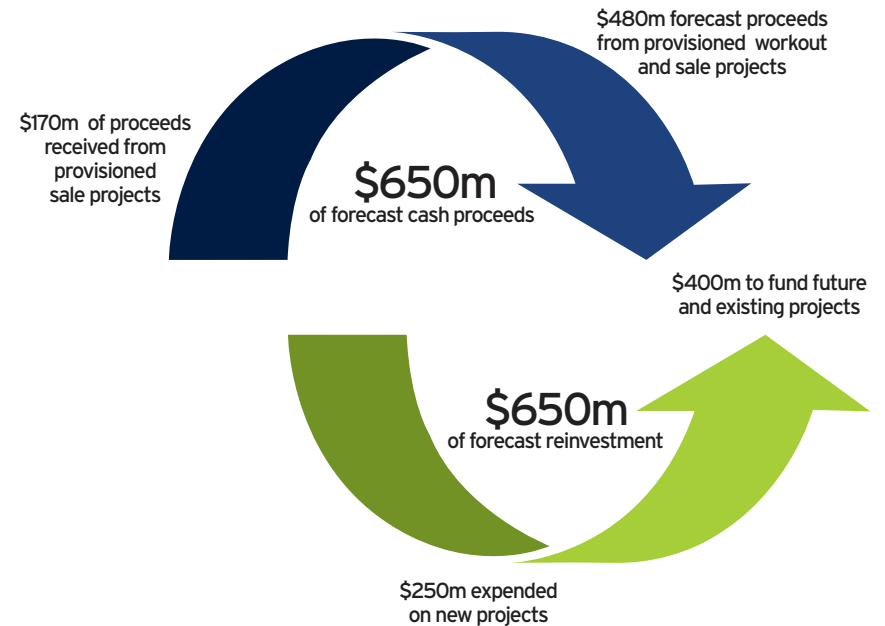 $480m forecast proceeds
from provisioned workout
and sale projects
$170m of proceeds
received from
provisioned
sale projects
$650m
of forecast cash proceeds
$400m to fund future
and existing projects
$650m
of forecast reinvestment
$250m expended
on new projects